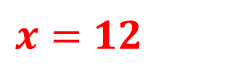 x = 12